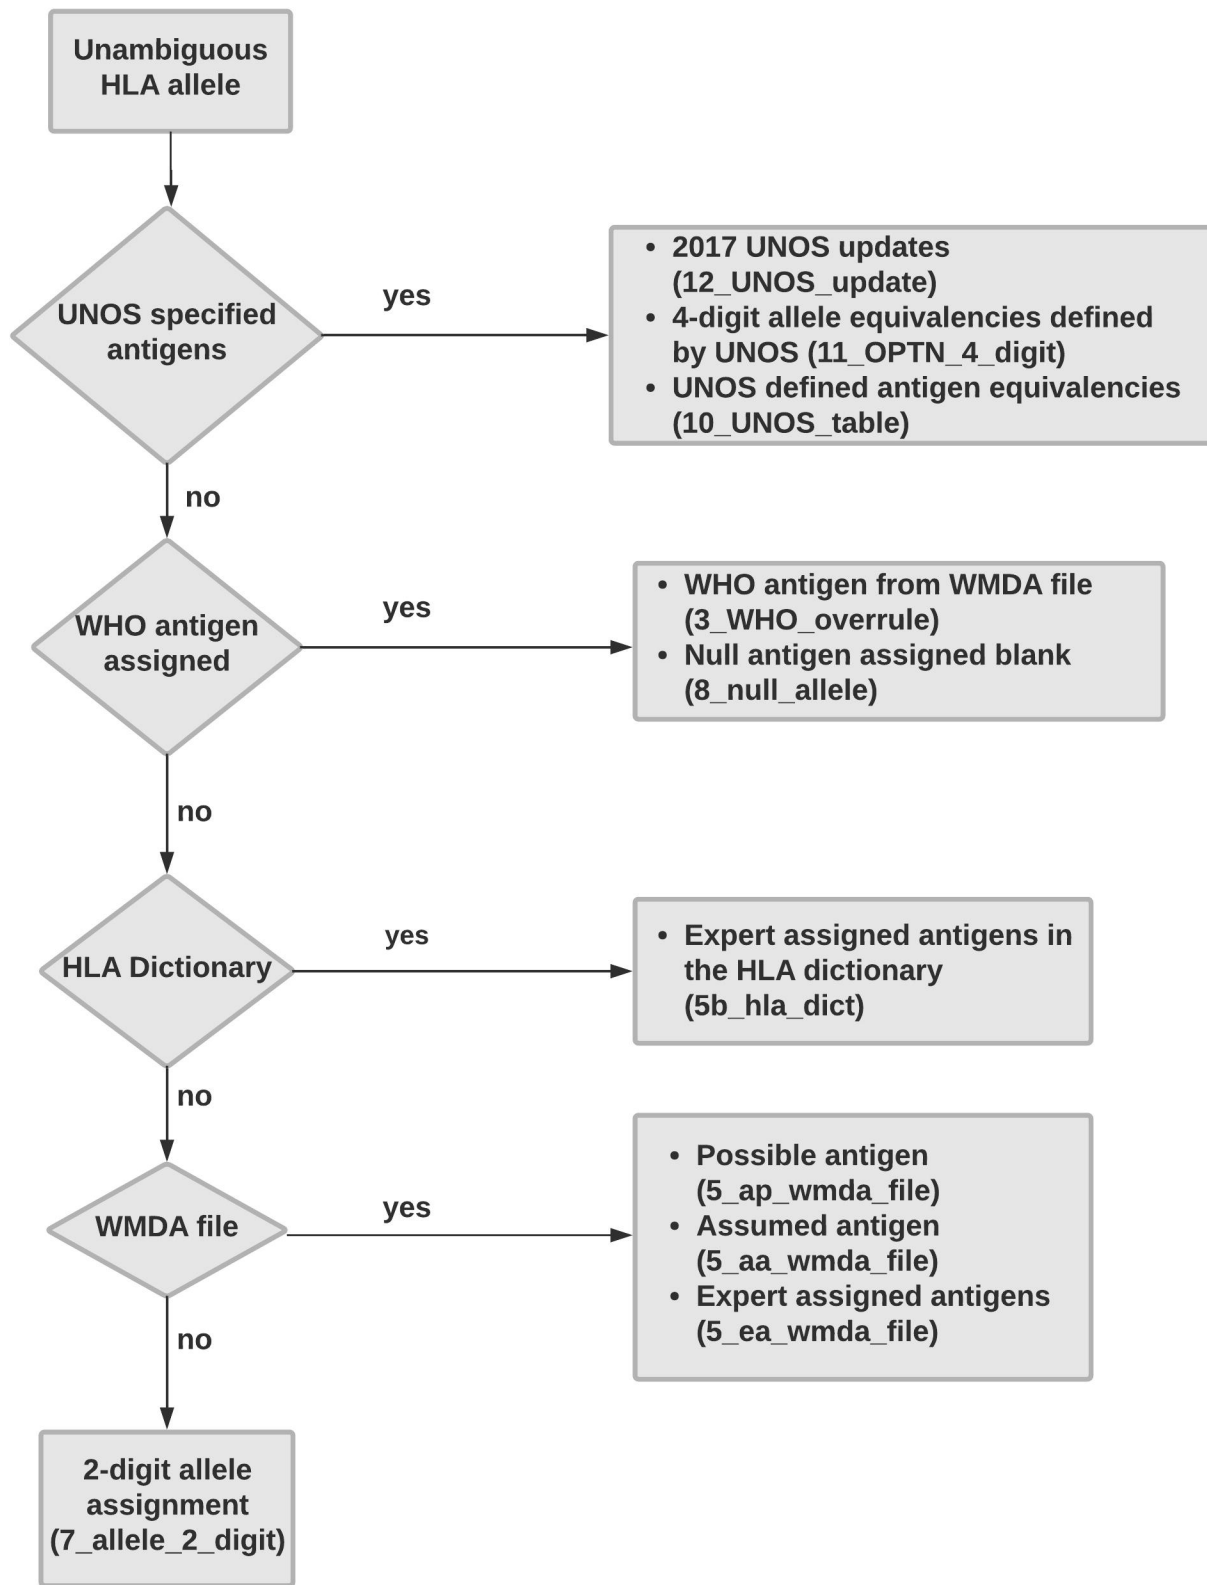 Unambiguous
HLA allele
UNOS specified
antigens
yes
• 2017 UNOS updates
(12_UNOS_update)
• 4-digit allele equivalencies defined
by UNOS (11_OPTN_4_digit)
• UNOS defined antigen equivalencies
(10_UNOS_table)
no
WHO antigen
assigned
yes
• WHO antigen from WMDA file
(3_WHO_overrule)
• Null antigen assigned blank
(8_null_allele)
no
HLA Dictionary
yes
• Expert assigned antigens in
the HLA dictionary
(5b_hla_dict)
no
WMDA file
yes
• Possible antigen
(5_ap_wmda_file)
• Assumed antigen
(5_aa_wmda_file)
• Expert assigned antigens
(5_ea_wmda_file)
no
2-digit allele
assignment
(7_allele_2_digit)